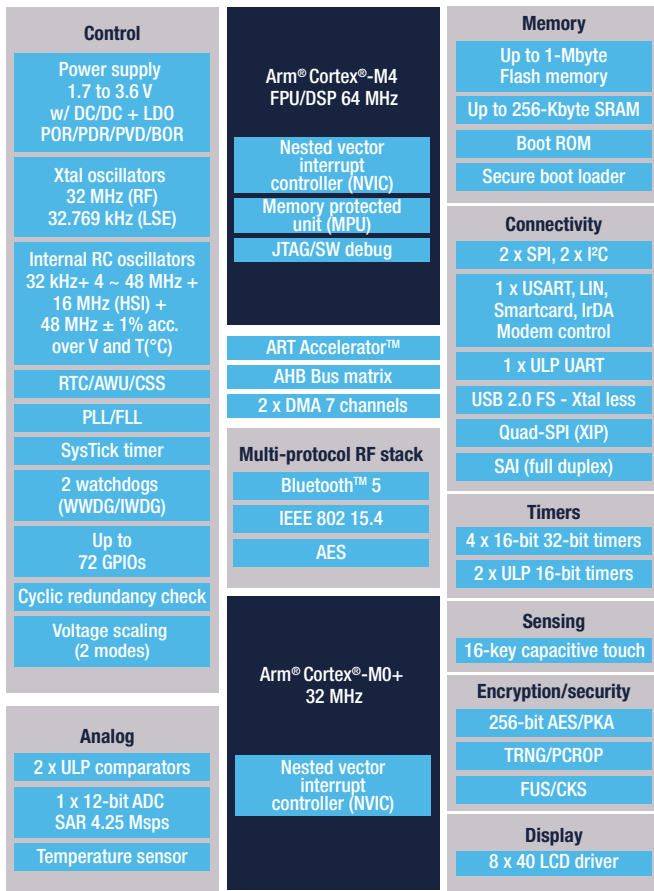 Control
Power supply
1.7 to 3.6 V
w/ DC/DC + LDO
POR/PDR/PVD/BOR
Xtal oscillators
32 MHz (RF)
32.769 kHz (LSE)
Internal RC oscillators
32 kHz+ 4 ~ 48 MHz +
16 MHz (HSI) +
48 MHz ± 1% acc.
over V and T(°C)
RTC/AWU/CSS
PLL/FLL
SysTick timer
2 watchdogs
(WWDG/IWDG)
Up to
72 GPIOs
Cyclic redundancy check
Voltage scaling
(2 modes)
Analog
2 x ULP comparators
1 x 12-bit ADC
SAR 4.25 Msps
Temperature sensor
Arm® Cortex®-M4
FPU/DSP 64 MHz
Nested vector
interrupt
controller (NVIC)
Memory protected
unit (MPU)
JTAG/SW debug
ART Accelerator™
AHB Bus matrix
2 x DMA 7 channels
Multi-protocol RF stack
Bluetooth™ 5
IEEE 802 15.4
AES
Arm® Cortex®-M0+
32 MHz
Nested vector
interrupt
controller (NVIC)
Memory
Up to 1-Mbyte
Flash memory
Up to 256-Kbyte SRAM
Boot ROM
Secure boot loader
Connectivity
2 x SPI, 2 x I²C
1 x USART, LIN,
Smartcard, IrDA
Modem control
1 x ULP UART
USB 2.0 FS - Xtal less
Quad-SPI (XIP)
SAI (full duplex)
Timers
4 x 16-bit 32-bit timers
2 x ULP 16-bit timers
Sensing
16-key capacitive touch
Encryption/security
256-bit AES/PKA
TRNG/PCROP
FUS/CKS
Display
8 x 40 LCD driver